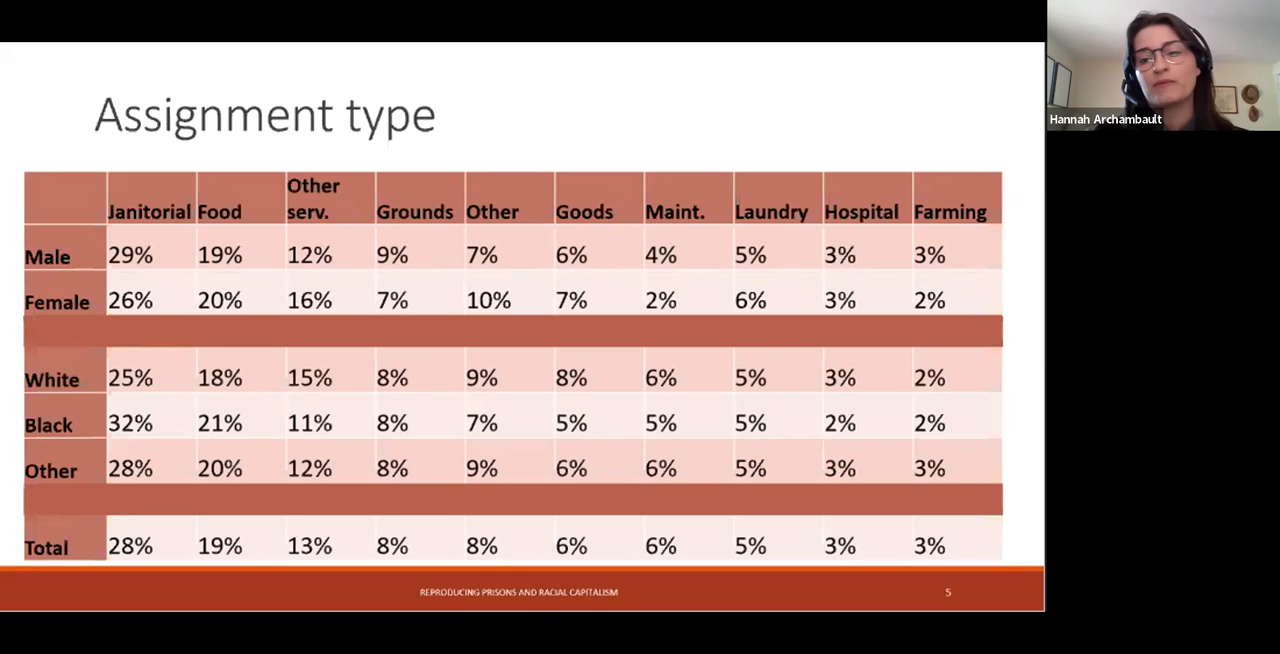 Assignment type
Janitorial Food Other serv. Grounds Other Goods Maint. Laundry Hospital Farming
Male 29% 19% 12% 9% 7% 6% 4% 5% 3% 3%
Female 26% 20% 16% 7% 10% 7% 2% 6% 3% 2%
White 25% 18% 15% 8% 9% 8% 6% 5% 3% 2%
Black 32% 21% 11% 8% 7% 5% 5% 5% 2% 2%
Other 28% 20% 12% 8% 9% 6% 6% 5% 3% 3%
Total 28% 19% 13% 8% 8% 6% 6% 5% 3% 3%
REPRODUCING PRISONS AND RACIAL CAPITALISM 5
Hannah Archambault